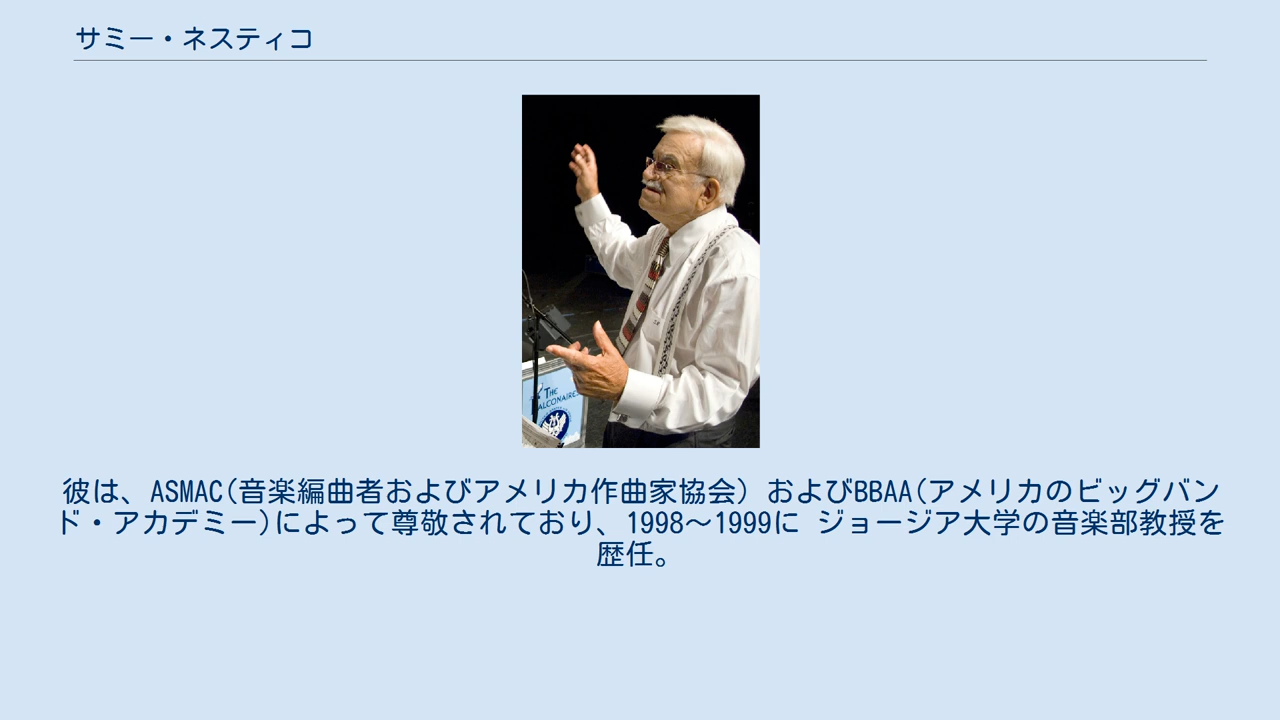 サミー・ネスティコ
THE
彼は、ASMAC(音楽編曲者およびアメリカ作曲家協会) およびBBAA(アメリカのビッグバン
ド・アカデミー)によって尊敬されており、1998～1999に ジョージア大学の音楽部教授を
歴任。